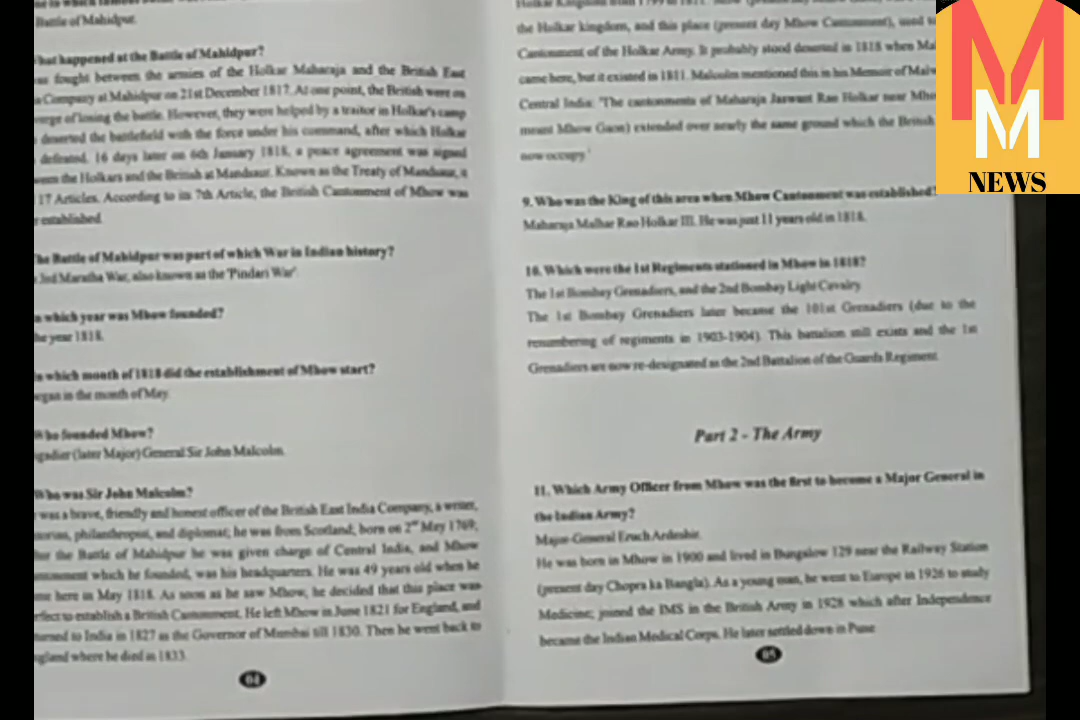 Battle of Mahidpur.
What happened at the Battle of Mahidpur?
was fought between the armies of the Holkar Maharaja and the British East
Company at Mahidpur on 21st December 1817. At one point, the British were on
verge of losing the battle. However, they were helped by a traitor in Holkar's camp
deserted the battlefield with the force under his command, after which Holkar
defeated. 16 days later on 6th January 1818, a peace agreement was signed
between the Holkars and the British at Mandsaur. Known as the Treaty of Mandsaur, it
17 Articles. According to its 7th Article, the British Cantonment of Mhow was
established.
The Battle of Mahidpur was part of which War in Indian history?
3rd Maratha War, also known as the 'Pindari War'.
In which year was Mhow founded?
the year 1818.
In which month of 1818 did the establishment of Mhow start?
began in the month of May.
Who founded Mhow?
(later Major) General Sir John Malcolm.
Who was Sir John Malcolm?
was a brave, friendly and honest officer of the British East India Company, a writer,
philanthropist, and diplomat; he was from Scotland; born on 2nd May 1769;
the Battle of Mahidpur he was given charge of Central India, and Mhow
which he founded, was his headquarters. He was 49 years old when he
here in May 1818. As soon as he saw Mhow, he decided that this place was
perfect to establish a British Cantonment. He left Mhow in June 1821 for England, and
returned to India in 1827 as the Governor of Mumbai till 1830. Then he went back to
England where he died in 1833.
04
the Holkar kingdom, and this place (present day Mhow Cantonment), used
Cantonment of the Holkar Army. It probably stood deserted in 1818 when
came here, but it existed in 1811. Malcolm mentioned this in his Memoir of
Central India: 'The cantonments of Maharaja Jaswant Rao Holkar near
meant Mhow Gaon) extended over nearly the same ground which the British
now occupy.'
9. Who was the King of this area when Mhow Cantonment was established?
Maharaja Malhar Rao Holkar III. He was just 11 years old in 1818.
10. Which were the 1st Regiments stationed in Mhow in 1818?
The 1st Bombay Grenadiers, and the 2nd Bombay Light Cavalry.
The 1st Bombay Grenadiers later became the 101st Grenadiers (due to the
renumbering of regiments in 1903-1904). This battalion still exists and the 1st
Grenadiers are now re-designated as the 2nd Battalion of the Guards Regiment.
Part 2 - The Army
11. Which Army Officer from Mhow was the first to become a Major General in
the Indian Army?
Major-General Eruch Ardeshir.
He was born in Mhow in 1900 and lived in Bungalow 129 near the Railway Station
(present day Chopra ka Bangla). As a young man, he went to Europe in 1926 to study
Medicine; joined the IMS in the British Army in 1928 which after Independence
became the Indian Medical Corps. He later settled down in Pune.
05
MM
NEWS